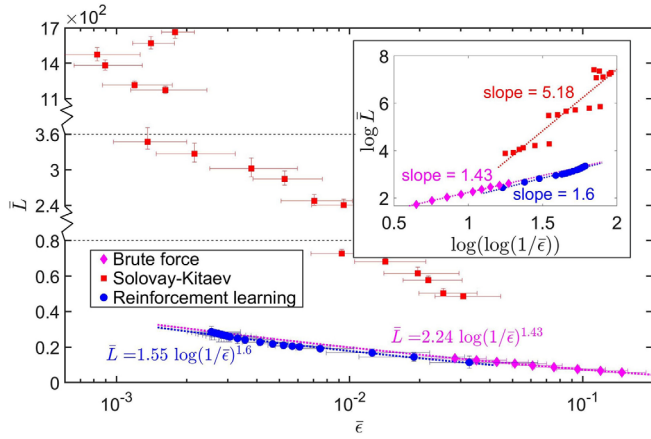 ×10²
17
14
11
3.6
3
2.4
0.8
0.6
0.4
0.2
0
L̄
10⁻³
10⁻²
10⁻¹
ε̄
Brute force
Solovay-Kitaev
Reinforcement learning
L̄ =1.55 log(1/ε̄)^1.6
L̄ =2.24 log(1/ε̄)^1.43
8
6
4
2
log L̄
slope = 5.18
slope = 1.43
slope = 1.6
0.5
1
1.5
2
log(log(1/ε̄))